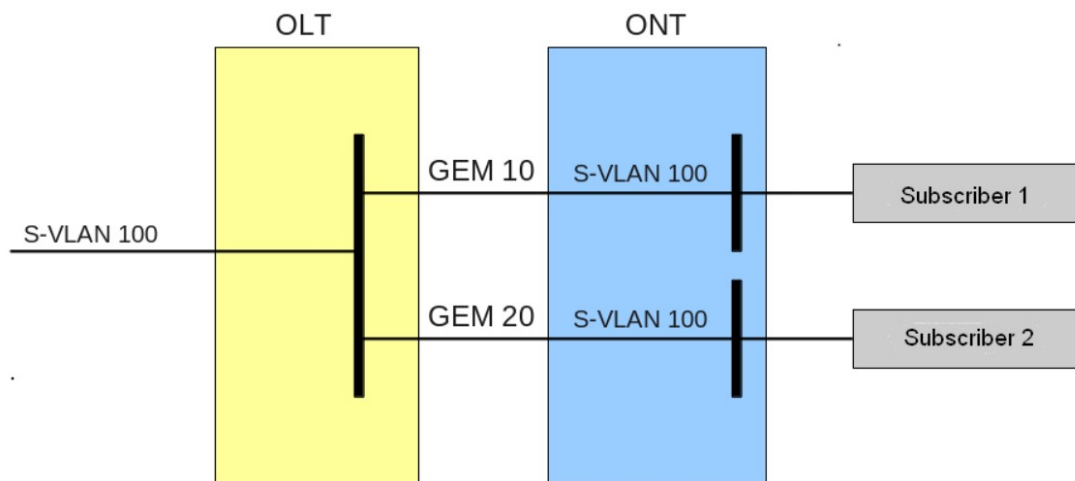 OLT
ONT
GEM 10
S-VLAN 100
Subscriber 1
S-VLAN 100
GEM 20
S-VLAN 100
Subscriber 2